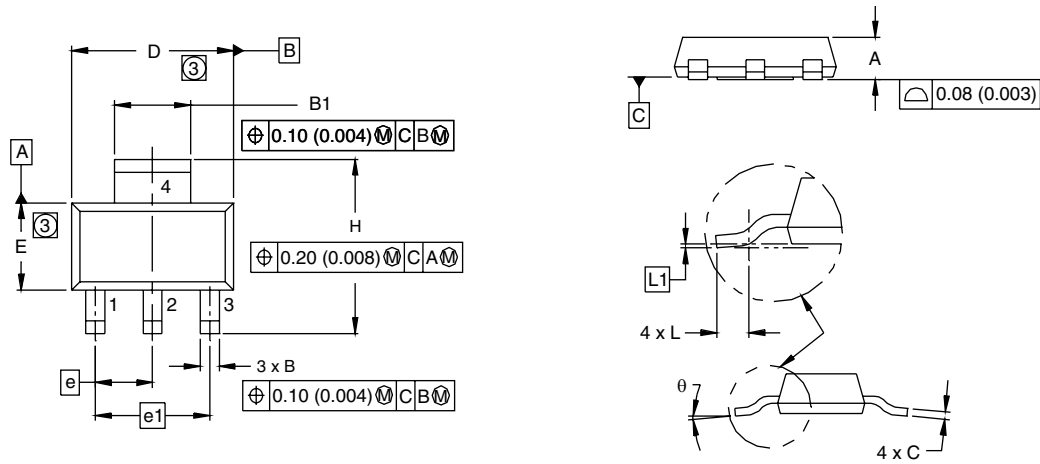 D
③
B
B1
⌖ 0.10 (0.004) Ⓜ C B Ⓜ
A
4
③
E
H
⌖ 0.20 (0.008) Ⓜ C A Ⓜ
1 2 3
3 x B
e
e1
⌖ 0.10 (0.004) Ⓜ C B Ⓜ
A
C
⌓ 0.08 (0.003)
L1
4 x L
θ
4 x C